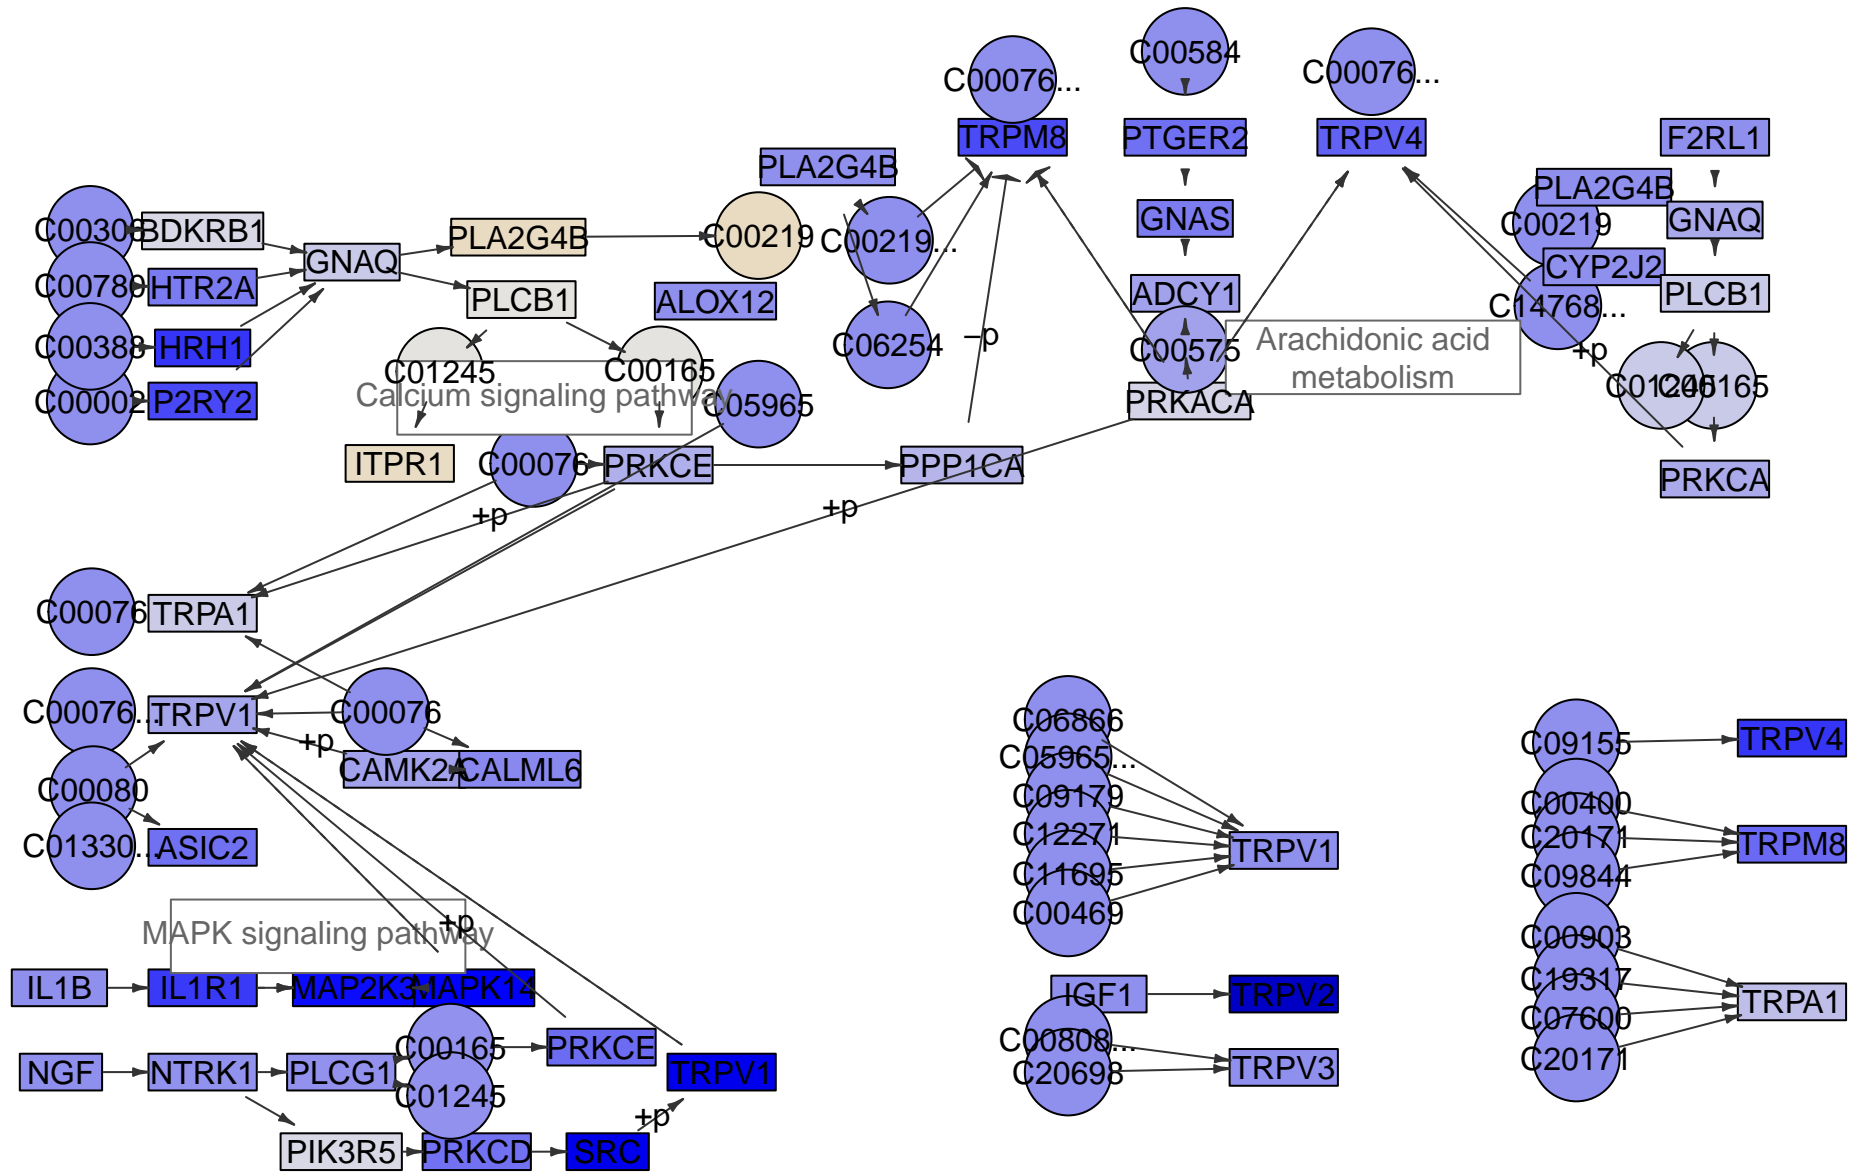 C00584
C00076...
C00076...
TRPM8
PTGER2
TRPV4
F2RL1
PLA2G4B
PLA2G4B
C00219
GNAS
GNAQ
BDKRB1
PLA2G4B
C00219
C00219...
GNAQ
CYP2J2
C00780
HTR2A
PLCB1
ALOX12
ADCY1
PLCB1
C14768...
C00388
HRH1
C06254
–p
C00575
Arachidonic acid
metabolism
+p
C01245
C00165
C00165
Calcium signaling pathway
C00002
P2RY2
C05965
PRKACA
ITPR1
C00076
PRKCE
PPP1CA
PRKCA
+p
+p
C00076
TRPA1
C00076...
TRPV1
C00076
C06866
C05965...
C09155
TRPV4
+p
CAMK2A
CALML6
C00080
C09179
C00400
C12271
C20171
TRPM8
C01330...
ASIC2
TRPV1
C11695
C09844
C00469
+p
MAPK signaling pathway
C00903
IL1B
IL1R1
MAP2K3
MAPK14
IGF1
TRPV2
C19317
TRPA1
C07600
C00165
PRKCE
C00808...
C20171
NGF
NTRK1
PLCG1
TRPV1
C20698
TRPV3
C01245
+p
PIK3R5
PRKCD
SRC